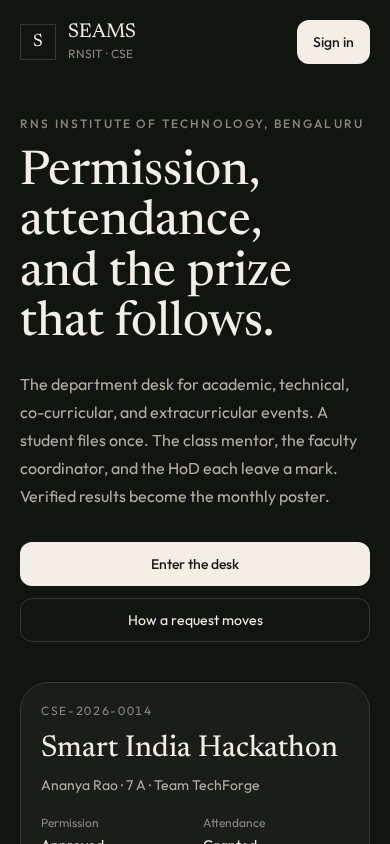 S
SEAMS
RNSIT · CSE
Sign in
RNS INSTITUTE OF TECHNOLOGY, BENGALURU
Permission,
attendance,
and the prize
that follows.
The department desk for academic, technical,
co-curricular, and extracurricular events. A
student files once. The class mentor, the faculty
coordinator, and the HoD each leave a mark.
Verified results become the monthly poster.
Enter the desk
How a request moves
CSE-2026-0014
Smart India Hackathon
Ananya Rao · 7 A · Team TechForge
Permission
Attendance
Approved
Granted